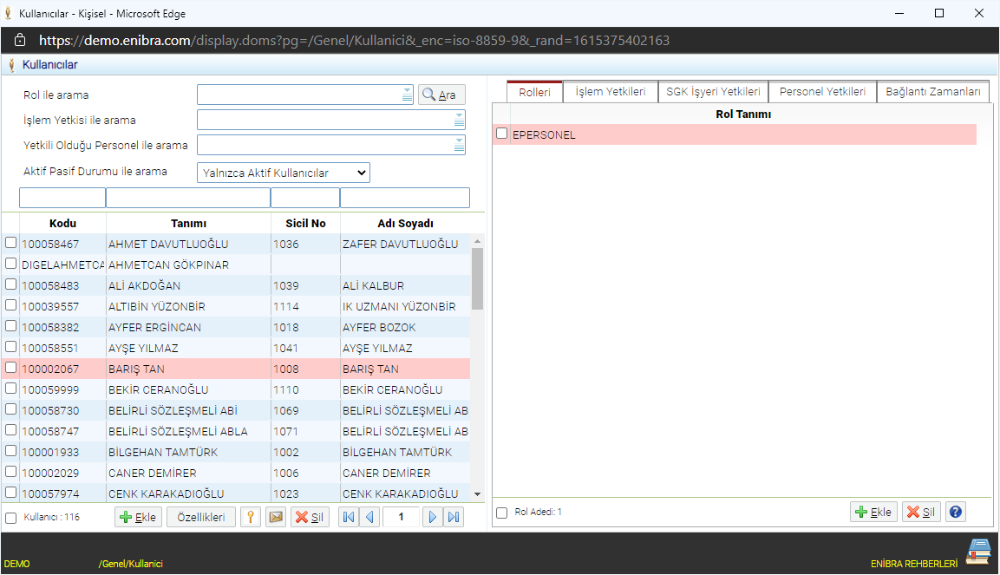 Kullanıcılar - Kişisel - Microsoft Edge
https://demo.enibra.com/display.doms?pg=/Genel/Kullanici&_enc=iso-8859-9&_rand=1615375402163
Kullanıcılar
Rol ile arama
Ara
İşlem Yetkisi ile arama
Yetkili Olduğu Personel ile arama
Aktif Pasif Durumu ile arama
Yalnızca Aktif Kullanıcılar
Kodu Tanımı Sicil No Adı Soyadı
100058467 AHMET DAVUTLUOĞLU 1036 ZAFER DAVUTLUOĞLU
DIGELAHMETCA AHMETCAN GÖKPINAR
100058483 ALİ AKDOĞAN 1039 ALİ KALBUR
100039557 ALTIBİN YÜZONBİR 1114 IK UZMANI YÜZONBİR
100058382 AYFER ERGİNCAN 1018 AYFER BOZOK
100058551 AYŞE YILMAZ 1041 AYŞE YILMAZ
100002067 BARIŞ TAN 1008 BARIŞ TAN
100059999 BEKİR CERANOĞLU 1110 BEKİR CERANOĞLU
100058730 BELİRLİ SÖZLEŞMELİ ABİ 1069 BELİRLİ SÖZLEŞMELİ AB
100058747 BELİRLİ SÖZLEŞMELİ ABLA 1071 BELİRLİ SÖZLEŞMELİ AB
100001933 BİLGEHAN TAMTÜRK 1002 BİLGEHAN TAMTÜRK
100002029 CANER DEMİRER 1006 CANER DEMİRER
100057974 CENK KARAKADIOĞLU 1023 CENK KARAKADIOĞLU
Kullanıcı : 116 Ekle Özellikleri Sil 1
Rolleri İşlem Yetkileri SGK İşyeri Yetkileri Personel Yetkileri Bağlantı Zamanları
Rol Tanımı
EPERSONEL
Rol Adedi: 1 Ekle Sil ?
DEMO /Genel/Kullanici ENİBRA REHBERLERİ